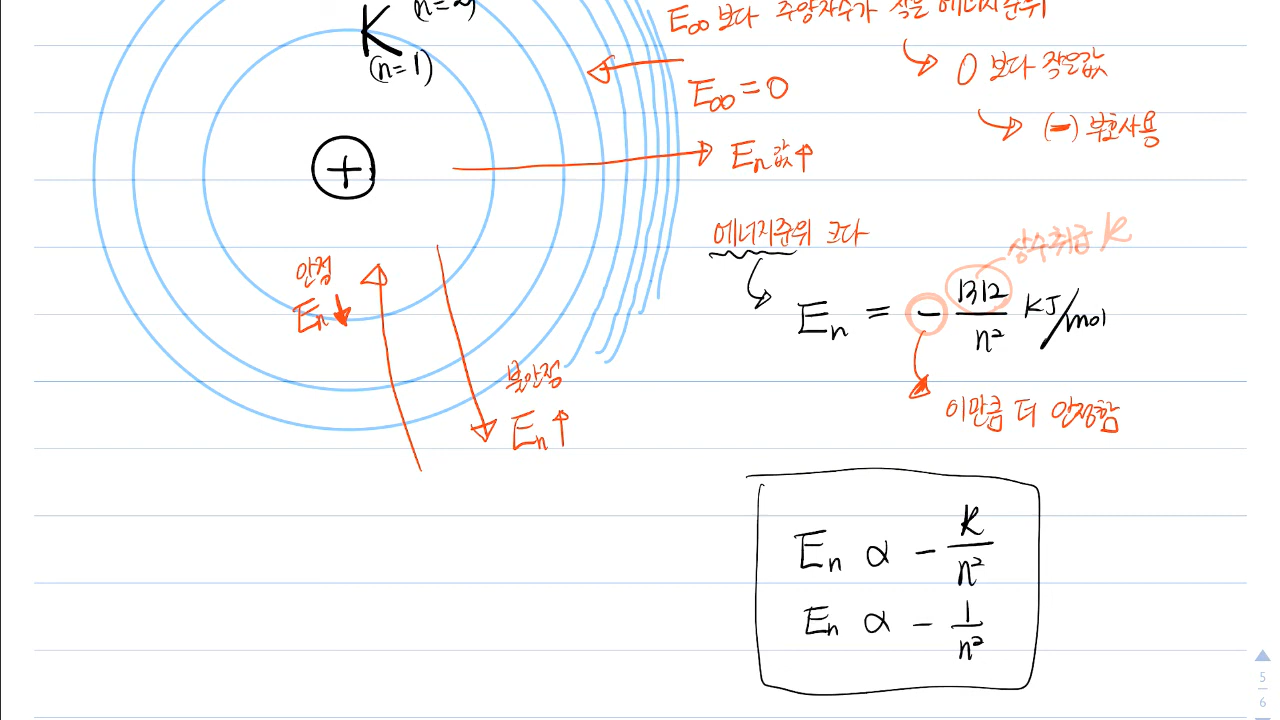 (n=2)
K
(n=1)
+
E∞ 보다 주양자수가 작은 에너지준위
0 보다 작은값
(-) 부호사용
E∞ = 0
En값↑
에너지준위 크다
상수취급 k
En = - 1312/n² KJ/mol
이만큼 더 안정함
안정
En↓
불안정
En↑
En α - k/n²
En α - 1/n²
5
6